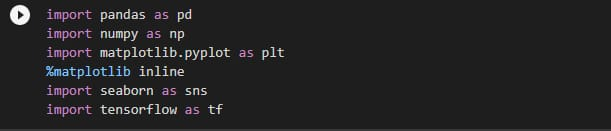 import pandas as pd
import numpy as np
import matplotlib.pyplot as plt
%matplotlib inline
import seaborn as sns
import tensorflow as tf